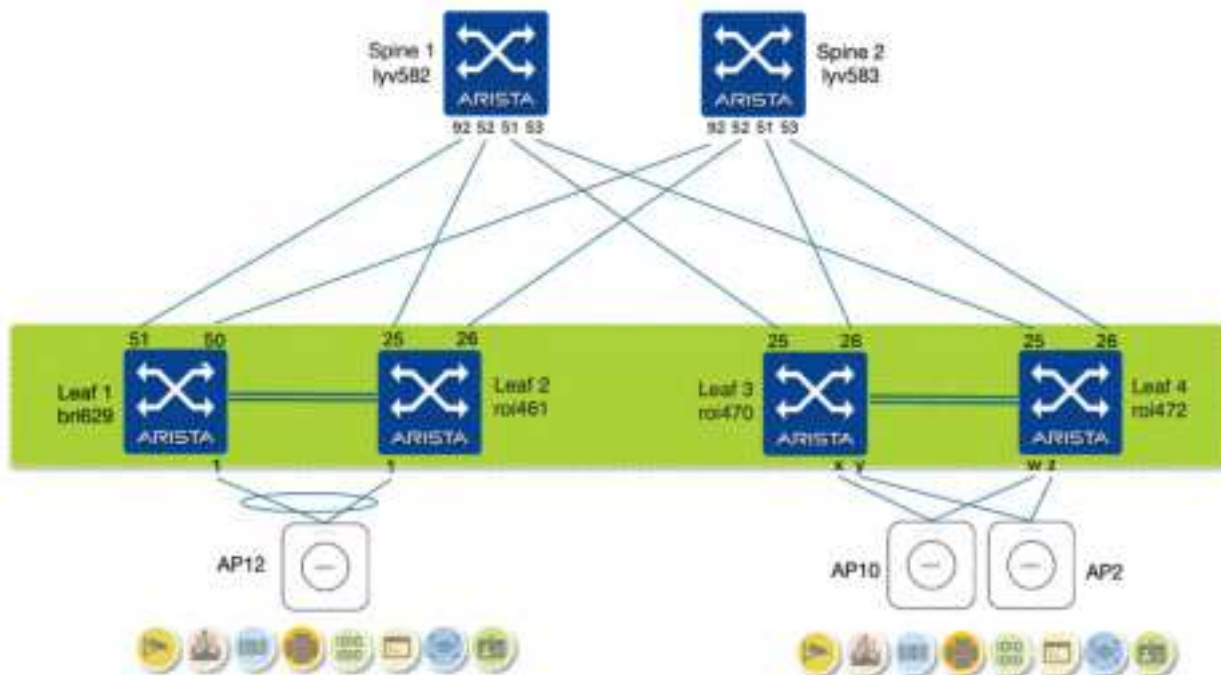 Spine 1
lyv582
ARISTA
92 52 51 53
Spine 2
lyv583
ARISTA
92 52 51 53
51 50
25 26
25 26
25 26
Leaf 1
bri629
ARISTA
Leaf 2
roi461
ARISTA
Leaf 3
roi470
ARISTA
Leaf 4
roi472
ARISTA
1
1
x y
w z
AP12
AP10
AP2